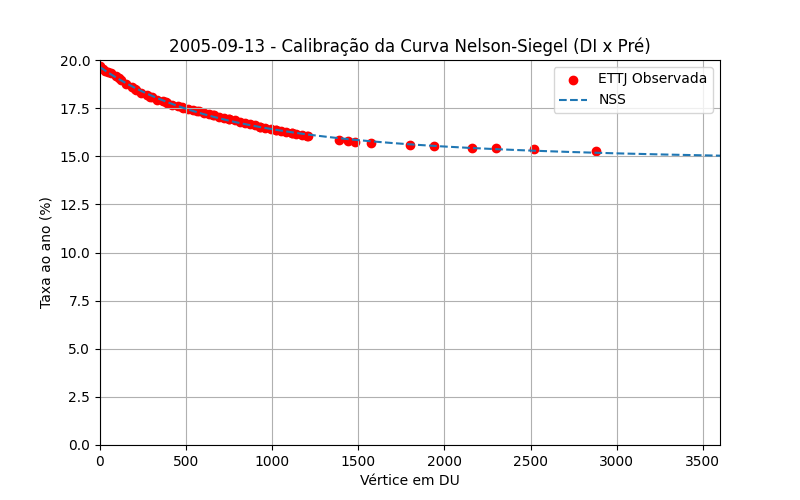 2005-09-13 - Calibração da Curva Nelson-Siegel (DI x Pré)
ETTJ Observada
NSS
Taxa ao ano (%)
20.0
17.5
15.0
12.5
10.0
7.5
5.0
2.5
0.0
0 500 1000 1500 2000 2500 3000 3500
Vértice em DU